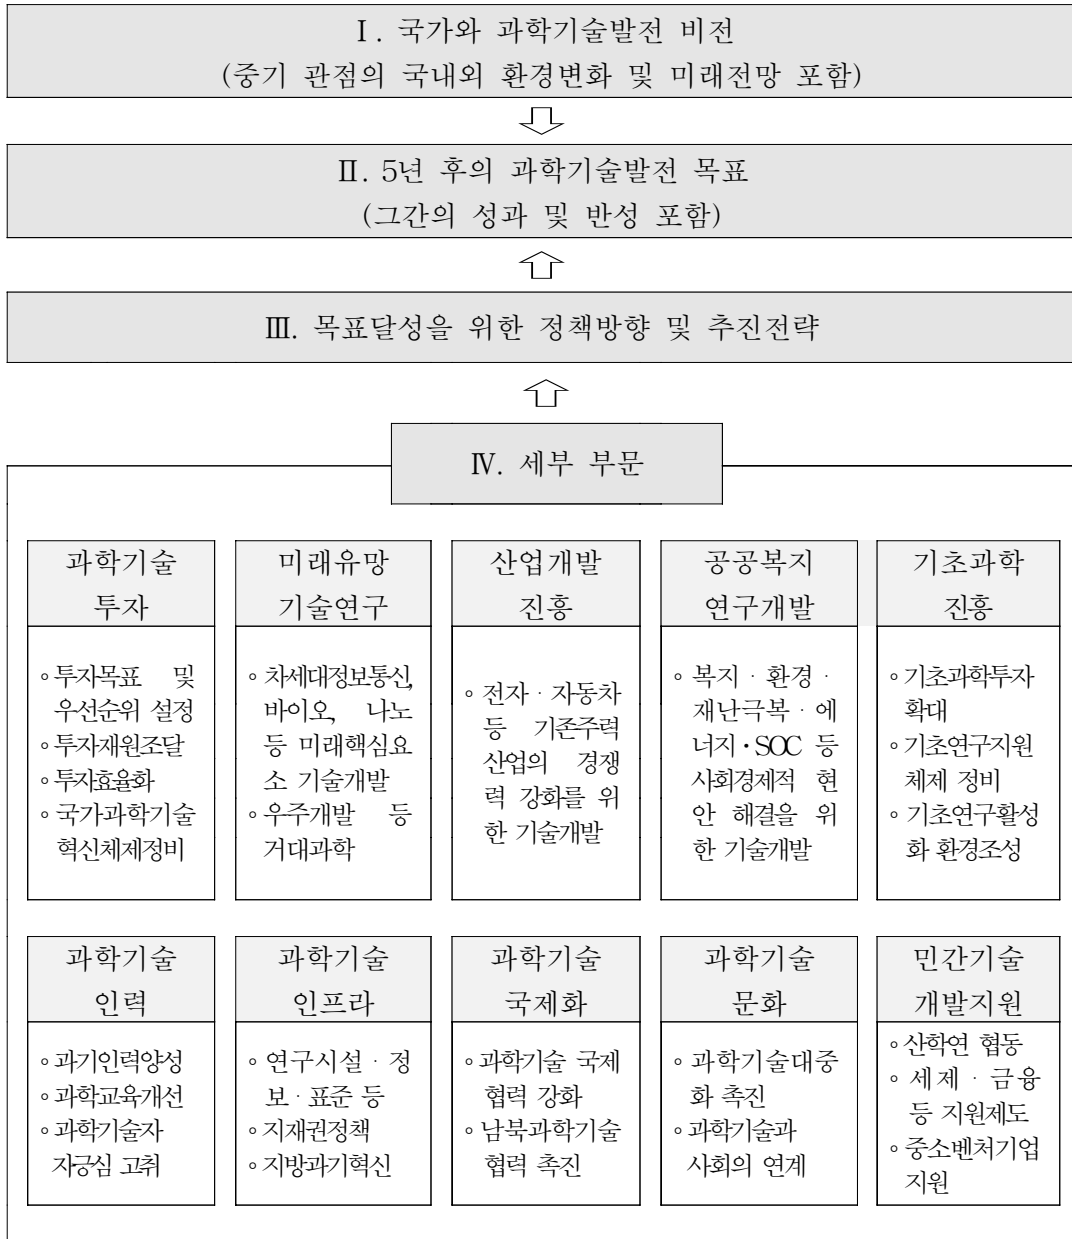 Ⅰ. 국가와 과학기술발전 비전
(중기 관점의 국내외 환경변화 및 미래전망 포함)
Ⅱ. 5년 후의 과학기술발전 목표
(그간의 성과 및 반성 포함)
Ⅲ. 목표달성을 위한 정책방향 및 추진전략
Ⅳ. 세부 부문
과학기술
투자
◦투자목표 및
우선순위 설정
◦투자재원조달
◦투자효율화
◦국가과학기술
혁신체제정비
미래유망
기술연구
◦차세대정보통신,
바이오, 나노
등 미래핵심요
소 기술개발
◦우주개발 등
거대과학
산업개발
진흥
◦전자·자동차
등 기존주력
산업의 경쟁
력 강화를 위
한 기술개발
공공복지
연구개발
◦복지·환경·
재난극복·에
너지·SOC 등
사회경제적 현
안 해결을 위
한 기술개발
기초과학
진흥
◦기초과학투자
확대
◦기초연구지원
체제 정비
◦기초연구활성
화 환경조성
과학기술
인력
◦과기인력양성
◦과학교육개선
◦과학기술자
자긍심 고취
과학기술
인프라
◦연구시설·정
보·표준 등
◦지재권정책
◦지방과기혁신
과학기술
국제화
◦과학기술 국제
협력 강화
◦남북과학기술
협력 촉진
과학기술
문화
◦과학기술대중
화 촉진
◦과학기술과
사회의 연계
민간기술
개발지원
◦산학연 협동
◦세제·금융
등 지원제도
◦중소벤처기업
지원